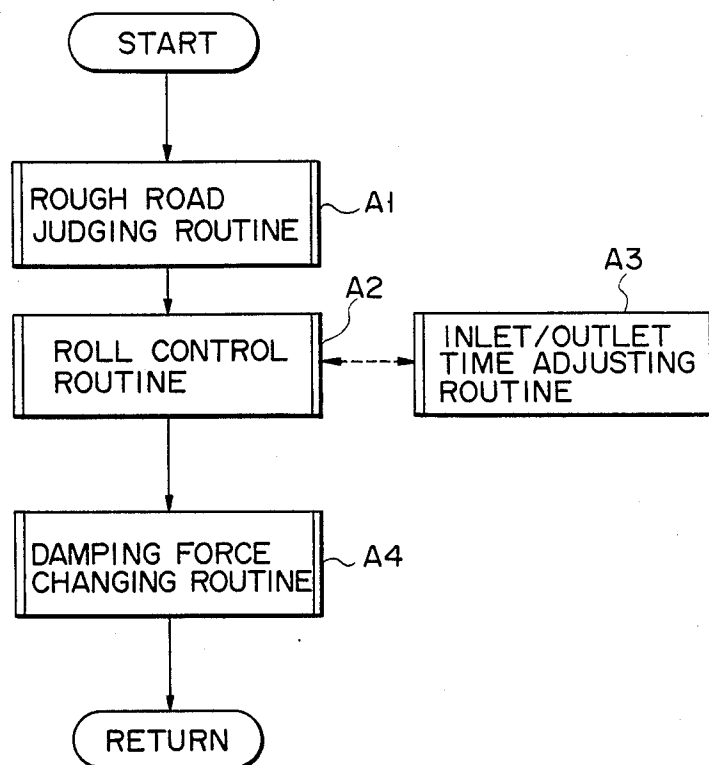 START
ROUGH ROAD
JUDGING ROUTINE
A1
ROLL CONTROL
ROUTINE
A2
INLET/OUTLET
TIME ADJUSTING
ROUTINE
A3
DAMPING FORCE
CHANGING ROUTINE
A4
RETURN